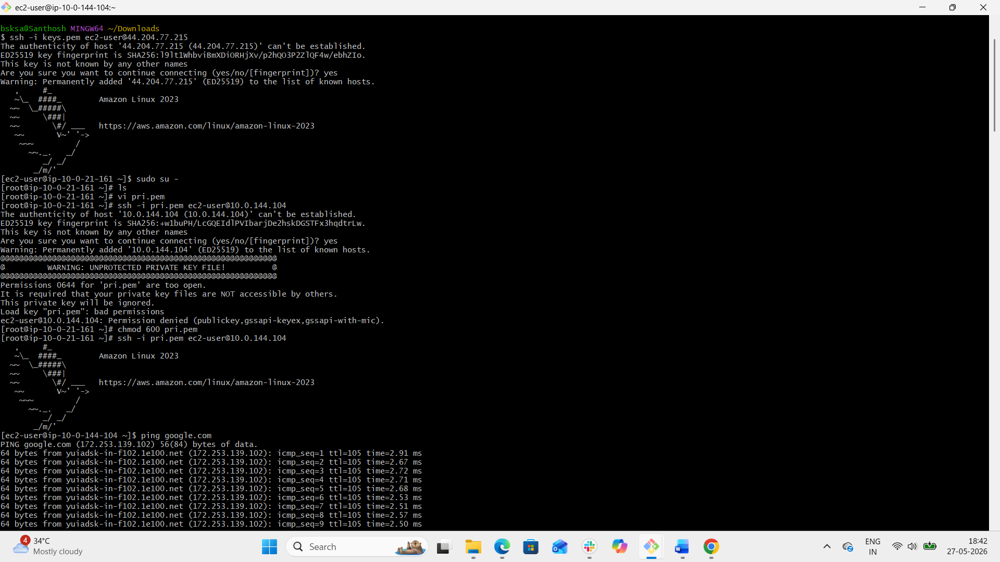 ec2-user@ip-10-0-144-104:~
bsksa@Santhosh MINGW64 ~/Downloads
$ ssh -i keys.pem ec2-user@44.204.77.215
The authenticity of host '44.204.77.215 (44.204.77.215)' can't be established.
ED25519 key fingerprint is SHA256:l9lt1WhbviBmXDiORHjXv/p2hQO3P2ZlQF4w/ebhZIo.
This key is not known by any other names
Are you sure you want to continue connecting (yes/no/[fingerprint])? yes
Warning: Permanently added '44.204.77.215' (ED25519) to the list of known hosts.
   ,     #_
   ~\_  ####_        Amazon Linux 2023
  ~~  \_#####\
  ~~     \###|
  ~~       \#/ ___   https://aws.amazon.com/linux/amazon-linux-2023
   ~~       V~' '->
    ~~~         /
      ~~._.   _/
         _/ _/
       _/m/'
[ec2-user@ip-10-0-21-161 ~]$ sudo su -
[root@ip-10-0-21-161 ~]# ls
[root@ip-10-0-21-161 ~]# vi pri.pem
[root@ip-10-0-21-161 ~]# ssh -i pri.pem ec2-user@10.0.144.104
The authenticity of host '10.0.144.104 (10.0.144.104)' can't be established.
ED25519 key fingerprint is SHA256:+w1buPH/LcGQEIdlPVIbarjDe2hskDGSTFx3hqdtrLw.
This key is not known by any other names
Are you sure you want to continue connecting (yes/no/[fingerprint])? yes
Warning: Permanently added '10.0.144.104' (ED25519) to the list of known hosts.
@@@@@@@@@@@@@@@@@@@@@@@@@@@@@@@@@@@@@@@@@@@@@@@@@@@@@@@@@@@
@         WARNING: UNPROTECTED PRIVATE KEY FILE!          @
@@@@@@@@@@@@@@@@@@@@@@@@@@@@@@@@@@@@@@@@@@@@@@@@@@@@@@@@@@@
Permissions 0644 for 'pri.pem' are too open.
It is required that your private key files are NOT accessible by others.
This private key will be ignored.
Load key "pri.pem": bad permissions
ec2-user@10.0.144.104: Permission denied (publickey,gssapi-keyex,gssapi-with-mic).
[root@ip-10-0-21-161 ~]# chmod 600 pri.pem
[root@ip-10-0-21-161 ~]# ssh -i pri.pem ec2-user@10.0.144.104
   ,     #_
   ~\_  ####_        Amazon Linux 2023
  ~~  \_#####\
  ~~     \###|
  ~~       \#/ ___   https://aws.amazon.com/linux/amazon-linux-2023
   ~~       V~' '->
    ~~~         /
      ~~._.   _/
         _/ _/
       _/m/'
[ec2-user@ip-10-0-144-104 ~]$ ping google.com
PING google.com (172.253.139.102) 56(84) bytes of data.
64 bytes from yuiadsk-in-f102.1e100.net (172.253.139.102): icmp_seq=1 ttl=105 time=2.91 ms
64 bytes from yuiadsk-in-f102.1e100.net (172.253.139.102): icmp_seq=2 ttl=105 time=2.67 ms
64 bytes from yuiadsk-in-f102.1e100.net (172.253.139.102): icmp_seq=3 ttl=105 time=2.72 ms
64 bytes from yuiadsk-in-f102.1e100.net (172.253.139.102): icmp_seq=4 ttl=105 time=2.71 ms
64 bytes from yuiadsk-in-f102.1e100.net (172.253.139.102): icmp_seq=5 ttl=105 time=2.68 ms
64 bytes from yuiadsk-in-f102.1e100.net (172.253.139.102): icmp_seq=6 ttl=105 time=2.53 ms
64 bytes from yuiadsk-in-f102.1e100.net (172.253.139.102): icmp_seq=7 ttl=105 time=2.51 ms
64 bytes from yuiadsk-in-f102.1e100.net (172.253.139.102): icmp_seq=8 ttl=105 time=2.57 ms
64 bytes from yuiadsk-in-f102.1e100.net (172.253.139.102): icmp_seq=9 ttl=105 time=2.50 ms
4
34°C
Mostly cloudy
Search
W
ENG
IN
18:42
27-05-2026